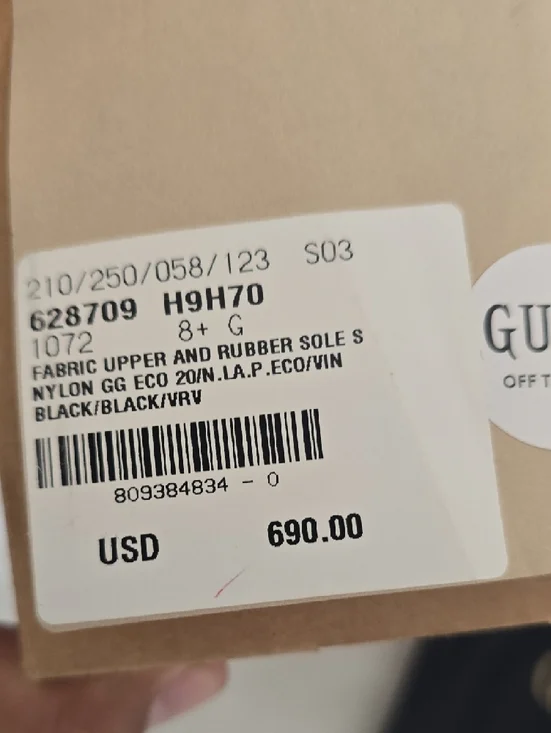 210/250/058/123 S03
628709 H9H70
1072 8+ G
FABRIC UPPER AND RUBBER SOLE S
NYLON GG ECO 20/N.LA.P.ECO/VIN
BLACK/BLACK/VRV
809384834 - 0
USD 690.00
GU
OFF T